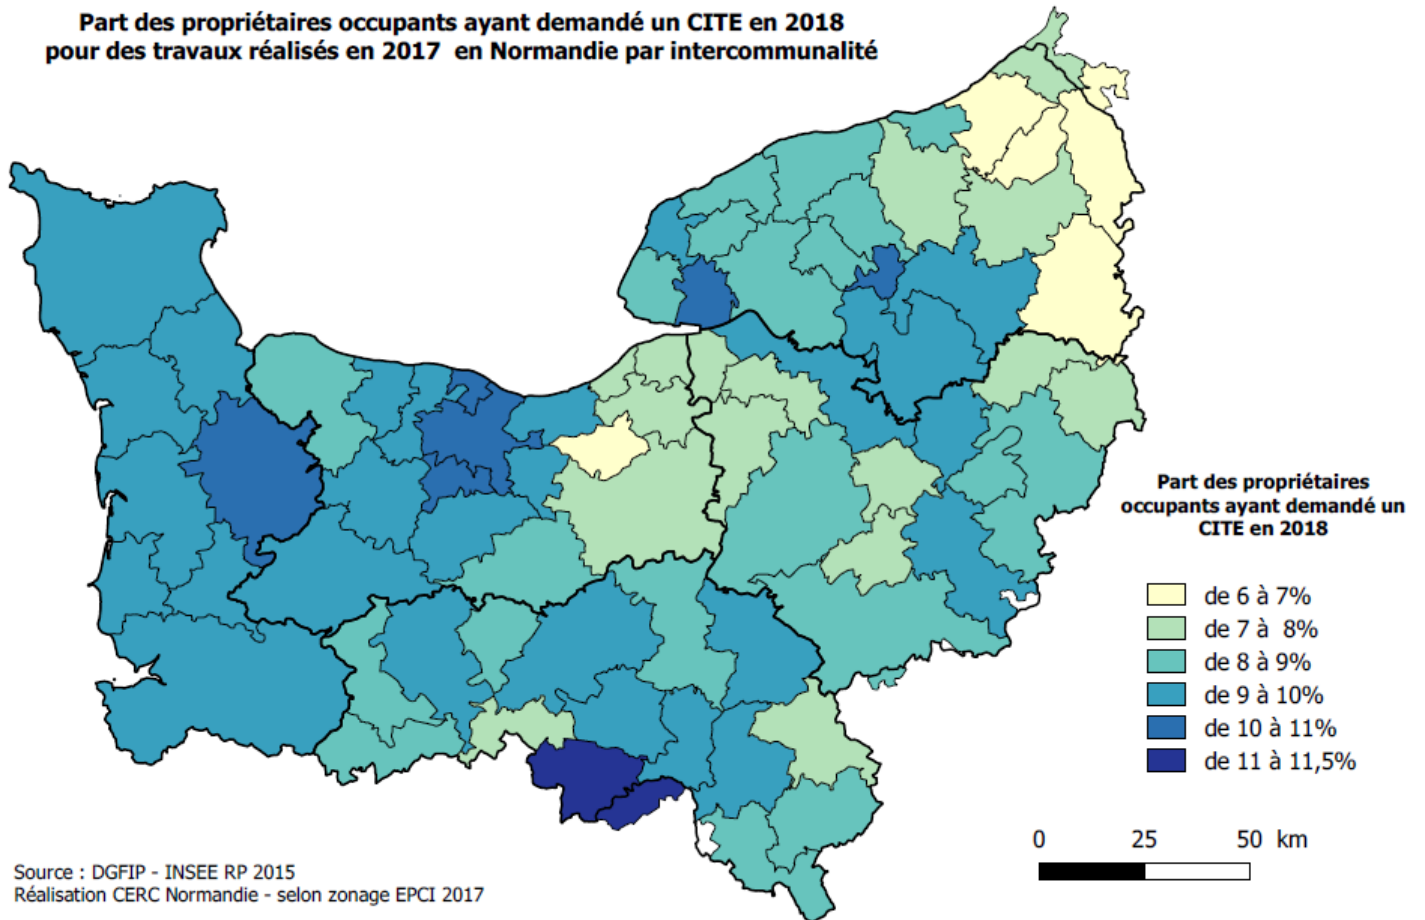 Part des propriétaires occupants ayant demandé un CITE en 2018
pour des travaux réalisés en 2017 en Normandie par intercommunalité
Part des propriétaires
occupants ayant demandé un
CITE en 2018
de 6 à 7%
de 7 à 8%
de 8 à 9%
de 9 à 10%
de 10 à 11%
de 11 à 11,5%
0 25 50 km
Source : DGFIP - INSEE RP 2015
Réalisation CERC Normandie - selon zonage EPCI 2017